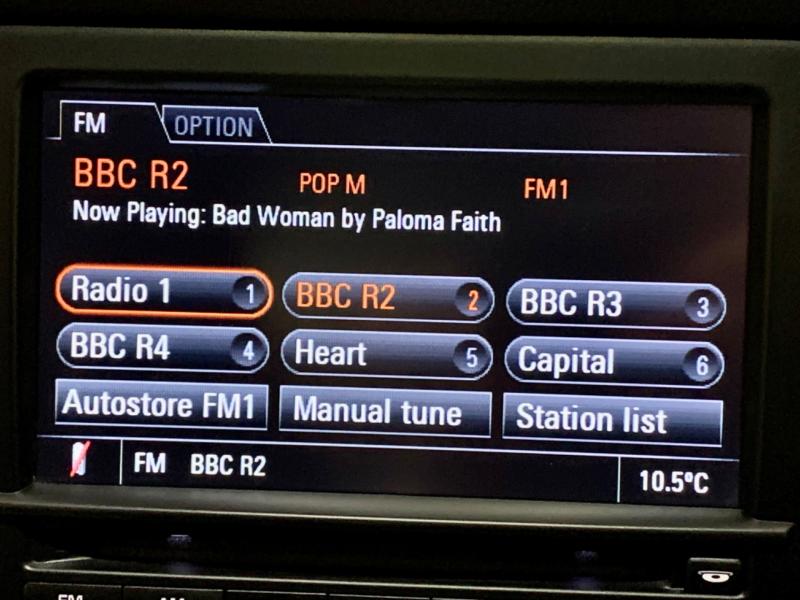 FM OPTION
BBC R2 POP M FM1
Now Playing: Bad Woman by Paloma Faith
Radio 1 1 BBC R2 2 BBC R3 3
BBC R4 4 Heart 5 Capital 6
Autostore FM1 Manual tune Station list
FM BBC R2 10.5°C
FM